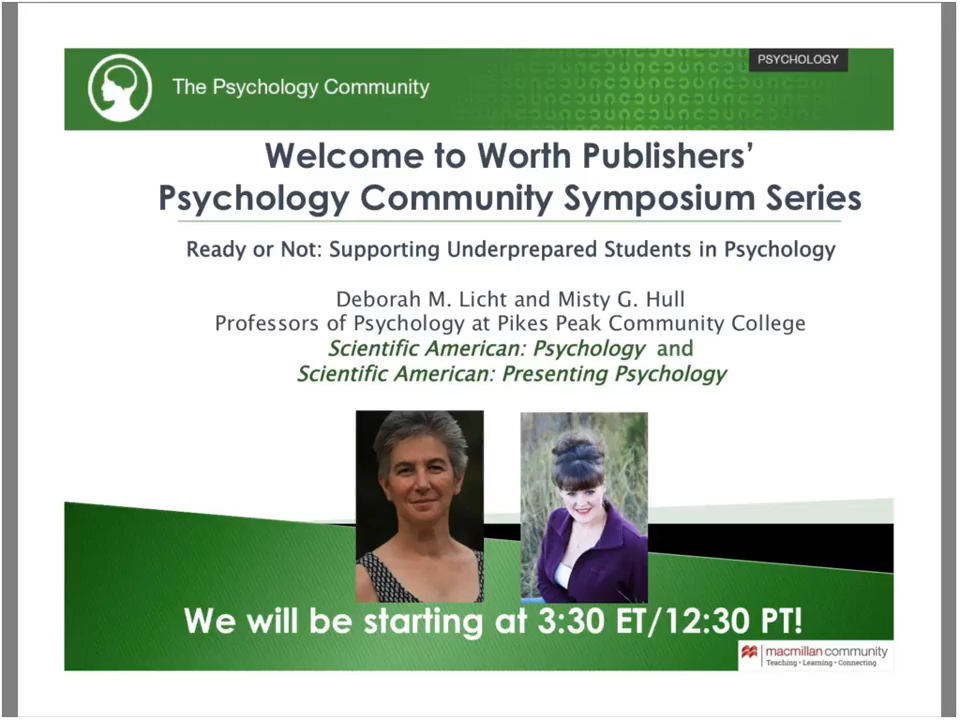 PSYCHOLOGY
The Psychology Community
Welcome to Worth Publishers’
Psychology Community Symposium Series
Ready or Not: Supporting Underprepared Students in Psychology
Deborah M. Licht and Misty G. Hull
Professors of Psychology at Pikes Peak Community College
Scientific American: Psychology and
Scientific American: Presenting Psychology
We will be starting at 3:30 ET/12:30 PT!
macmillan community
Teaching • Learning • Connecting